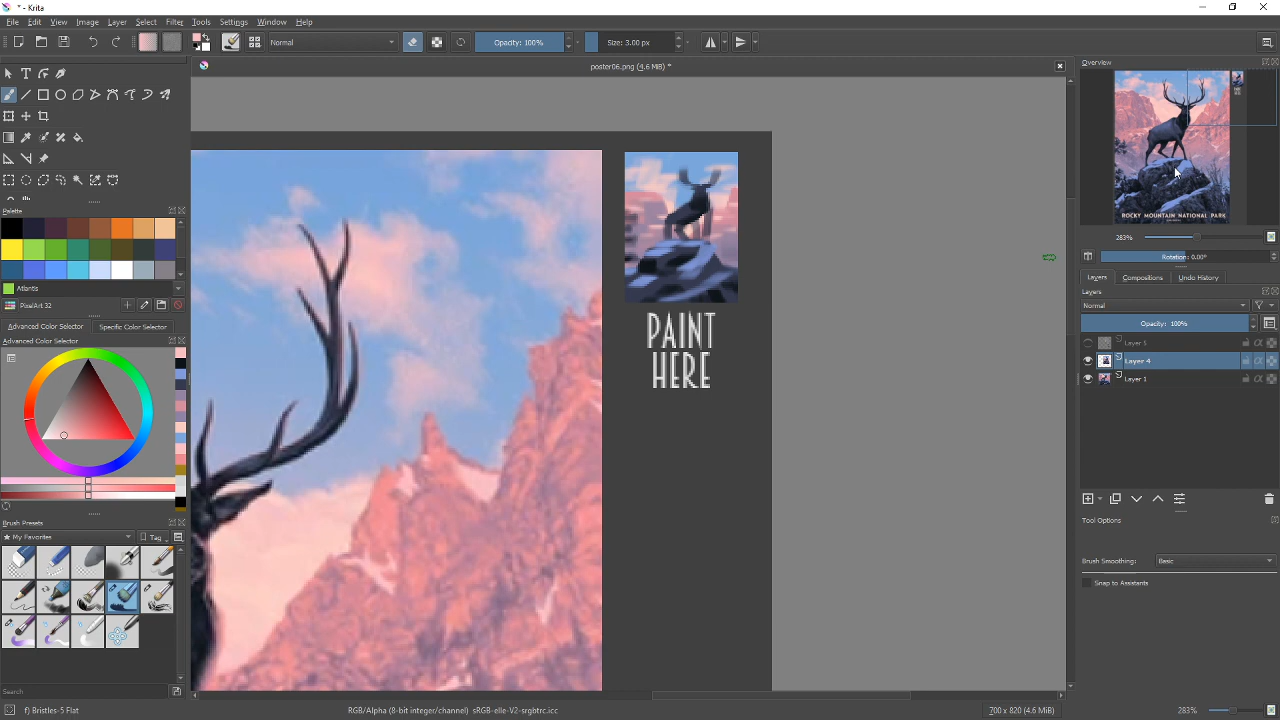 * - Krita
File Edit View Image Layer Select Filter Tools Settings Window Help
Normal Opacity: 100% Size: 3.00 px
poster06.png (4.6 MiB) *
Overview
ROCKY MOUNTAIN NATIONAL PARK
283%
Rotation: 0.00°
Layers Compositions Undo History
Layers
Normal
Opacity: 100%
Layer 5
Layer 4
Layer 1
Tool Options
Brush Smoothing: Basic
Snap to Assistants
Palette
Atlantis
PixelArt 32
Advanced Color Selector Specific Color Selector
Advanced Color Selector
Brush Presets
My Favorites Tag
Search
PAINT
HERE
f) Bristles-5 Flat RGB/Alpha (8-bit integer/channel) sRGB-elle-V2-srgbtrc.icc 700 x 820 (4.6 MiB) 283%